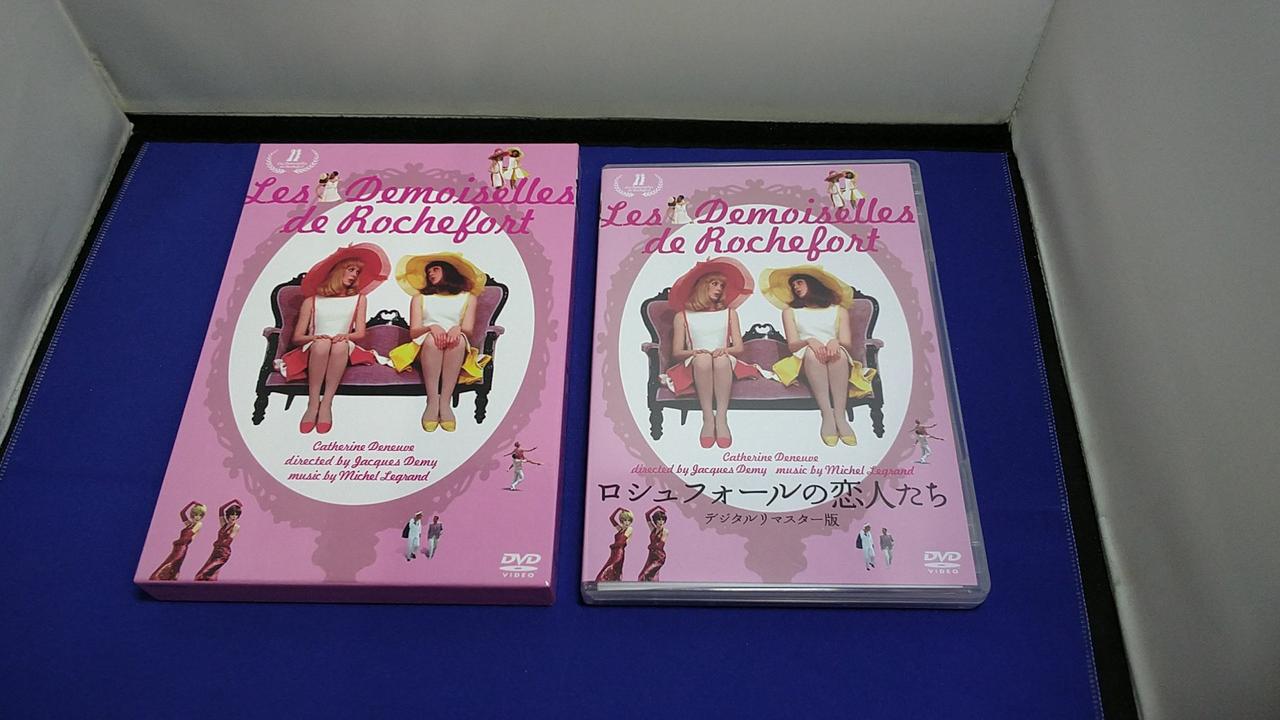 Les Demoiselles
de Rochefort
Catherine Deneuve
directed by Jacques Demy
music by Michel Legrand
DVD
VIDEO
Les Demoiselles
de Rochefort
Catherine Deneuve
directed by Jacques Demy music by Michel Legrand
ロシュフォールの恋人たち
デジタルリマスター版
DVD
VIDEO